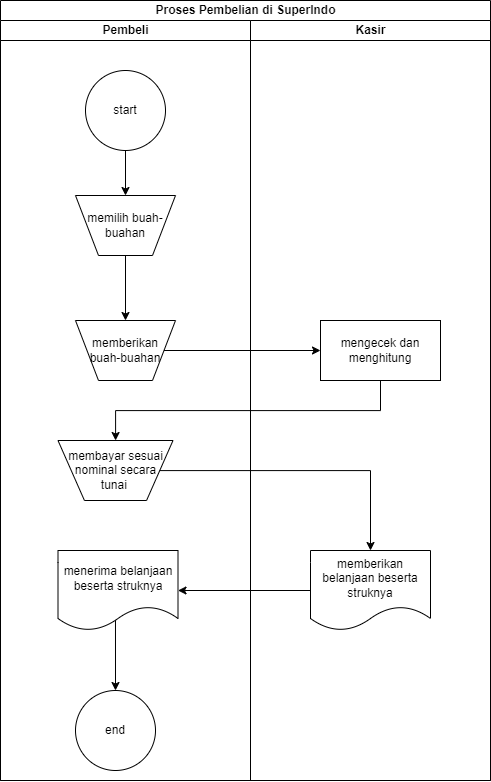 Proses Pembelian di SuperIndo
Pembeli
Kasir
start
memilih buah-
buahan
memberikan
buah-buahan
mengecek dan
menghitung
membayar sesuai
nominal secara
tunai
menerima belanjaan
beserta struknya
memberikan
belanjaan beserta
struknya
end